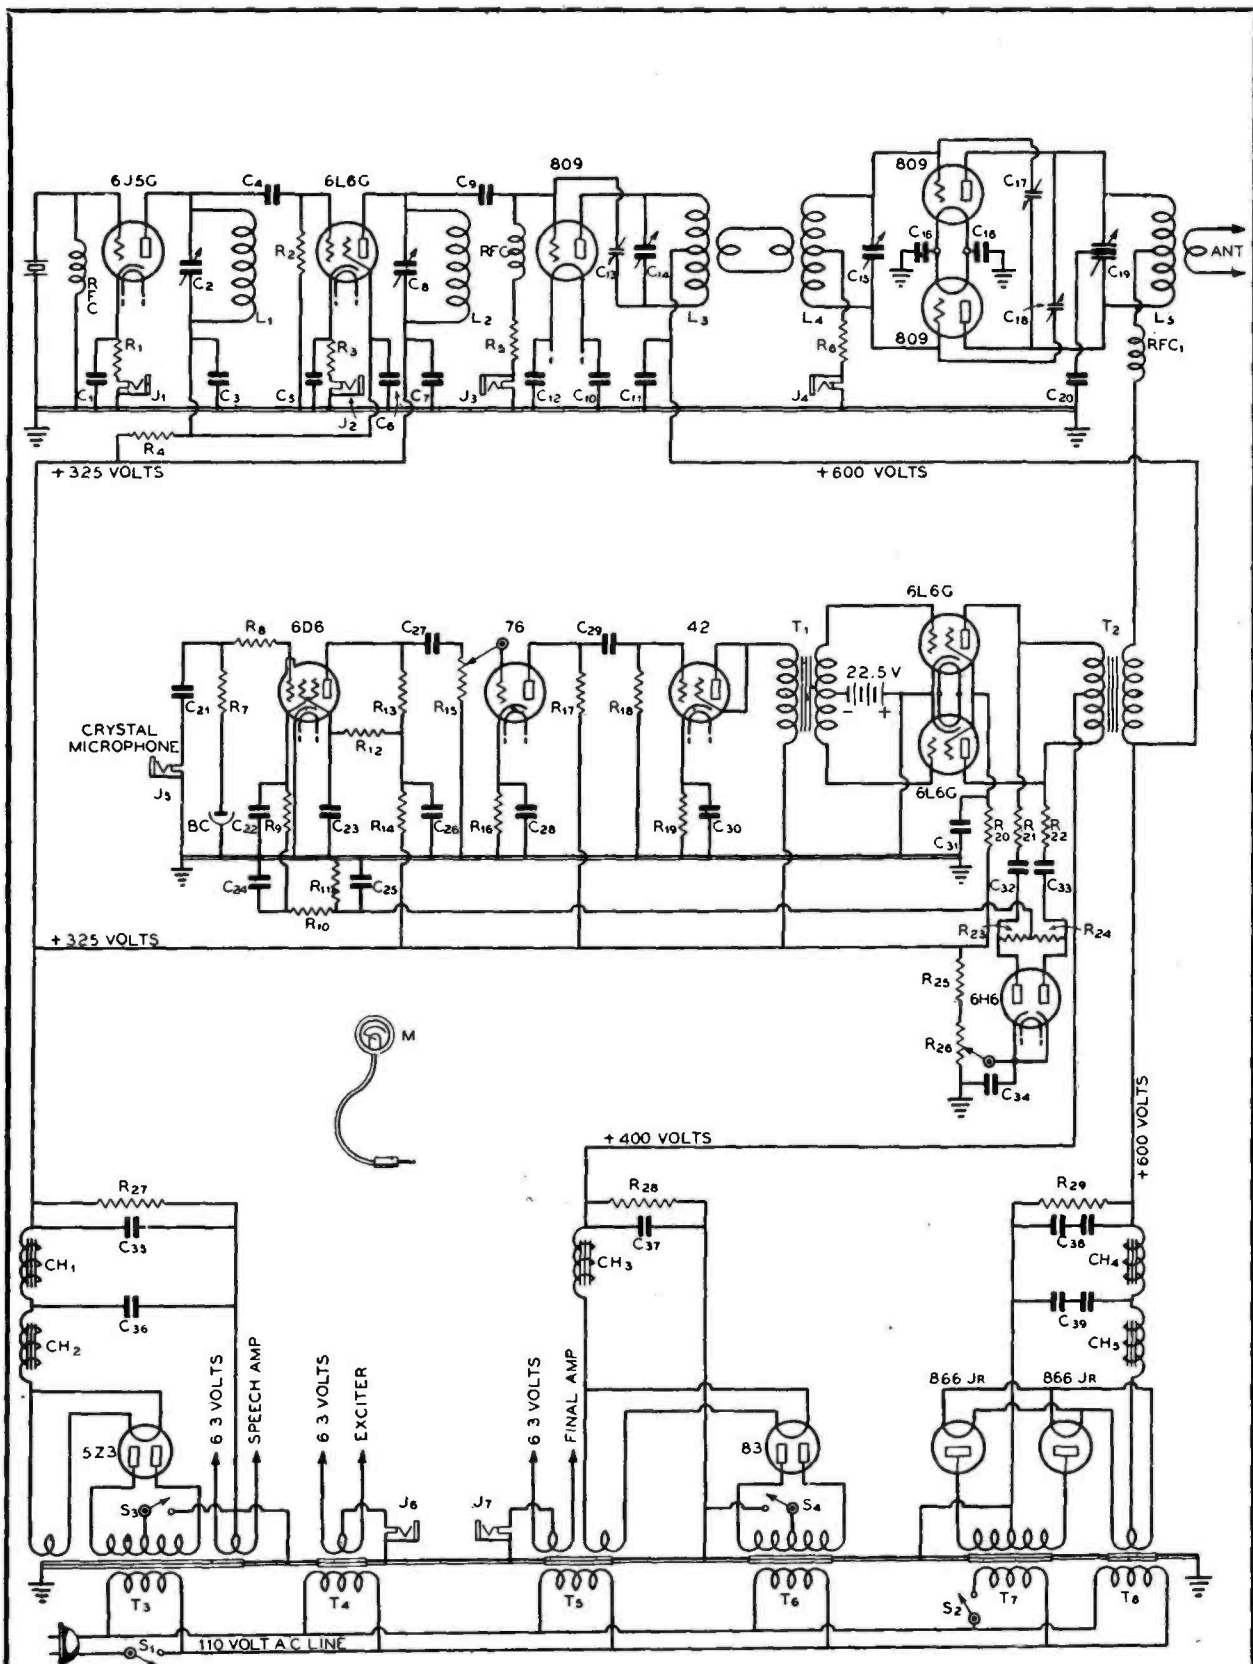 6J5G C4 6L6G C9 809 809 C17
RFC R2 C2 L1 C8 L2 RFC C13 C14 L3 L4 C15 C16 C16 C18 C19 L5 ANT
809 RFC1
R1 R3 R5 R6
C1 J1 C3 C5 J2 C6 C7 J3 C12 C10 C11 J4 C20
R4
+325 VOLTS +600 VOLTS
R8 6D6 C27 76 C29 42 T1 6L6G T2
22.5 V
- +
C21 R7 R13 R15 R17 R18
CRYSTAL
MICROPHONE
R12
J5 6L6G
BC C22 R9 C23 R14 C26 R16 C28 R19 C30 C31 R20 R21 R22
C24 R11 C25 C32 C33
R10
+325 VOLTS R23 R24
R25 6H6
M R26
C34
+400 VOLTS +600 VOLTS
R27 R28 R29
C35 C37 C38
CH1 CH3 CH4
C36 C39
CH2 CH5
6 3 VOLTS SPEECH AMP 6 3 VOLTS EXCITER 6 3 VOLTS FINAL AMP
866 JR 866 JR
5Z3 83
S3 J6 J7 S4
T3 T4 T5 T6 S2 T7 T8
S1 110 VOLT A C LINE